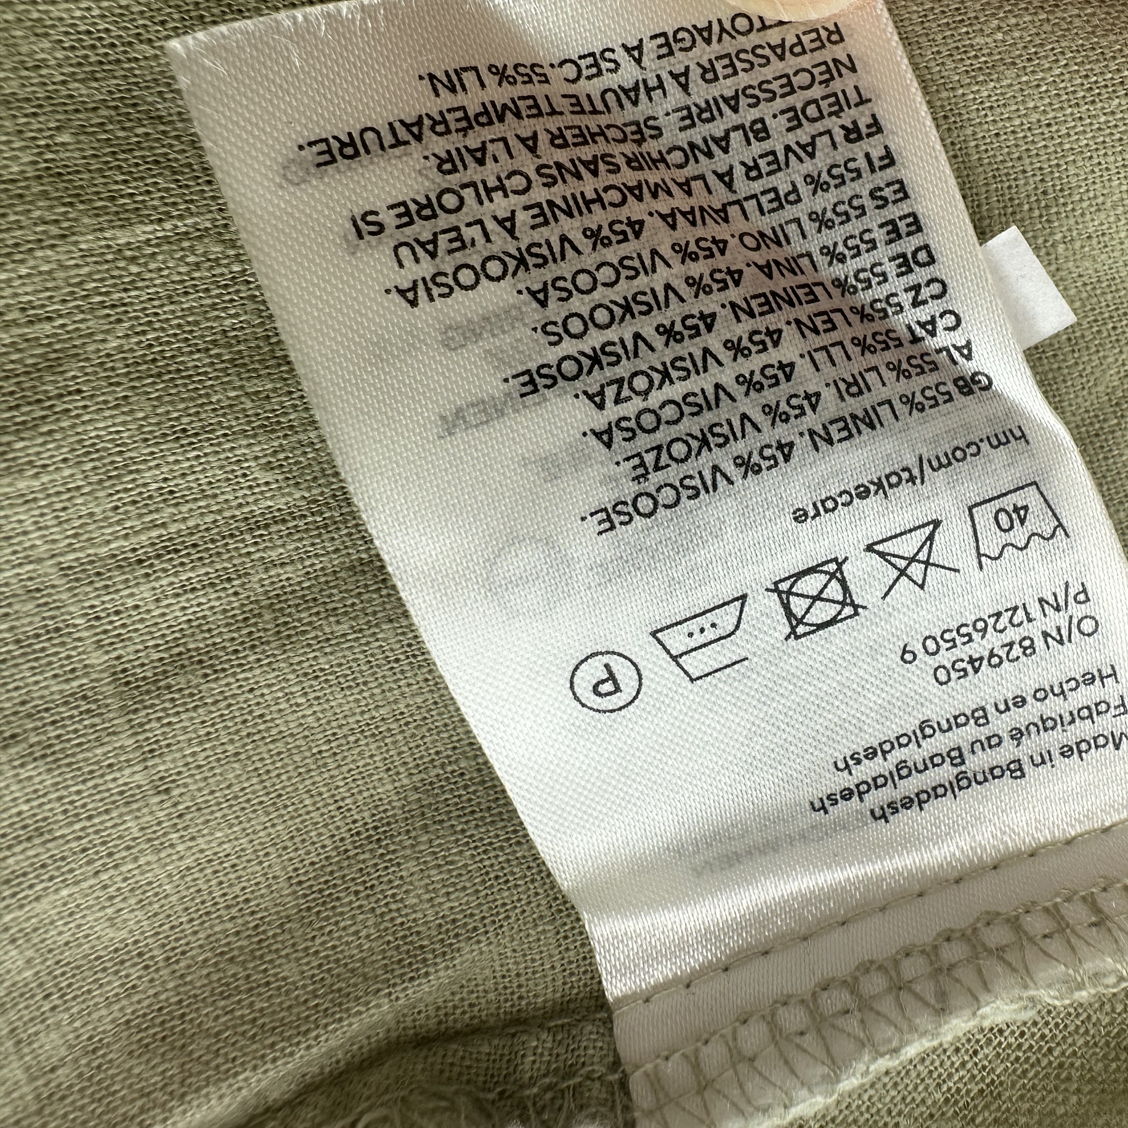 Made in Bangladesh
Fabriqué au Bangladesh
Hecho en Bangladesh
O/N 829450
P/N 1226550 9
40
P
hm.com/takecare
GB 55% LINEN. 45% VISCOSE.
AL 55% LIRI. 45% VISKOZË.
CAT 55% LLI. 45% VISCOSA.
CZ 55% LEN. 45% VISKÓZA.
DE 55% LEINEN. 45% VISKOSE.
EE 55% LINA. 45% VISKOOS.
ES 55% LINO. 45% VISCOSA.
FI 55% PELLAVAA. 45% VISKOOSIA.
FR LAVER À LA MACHINE À L'EAU
TIÈDE. BLANCHIR SANS CHLORE SI
NÉCESSAIRE. SÉCHER À L'AIR.
REPASSER À HAUTE TEMPÉRATURE.
À SEC. 55% LIN.